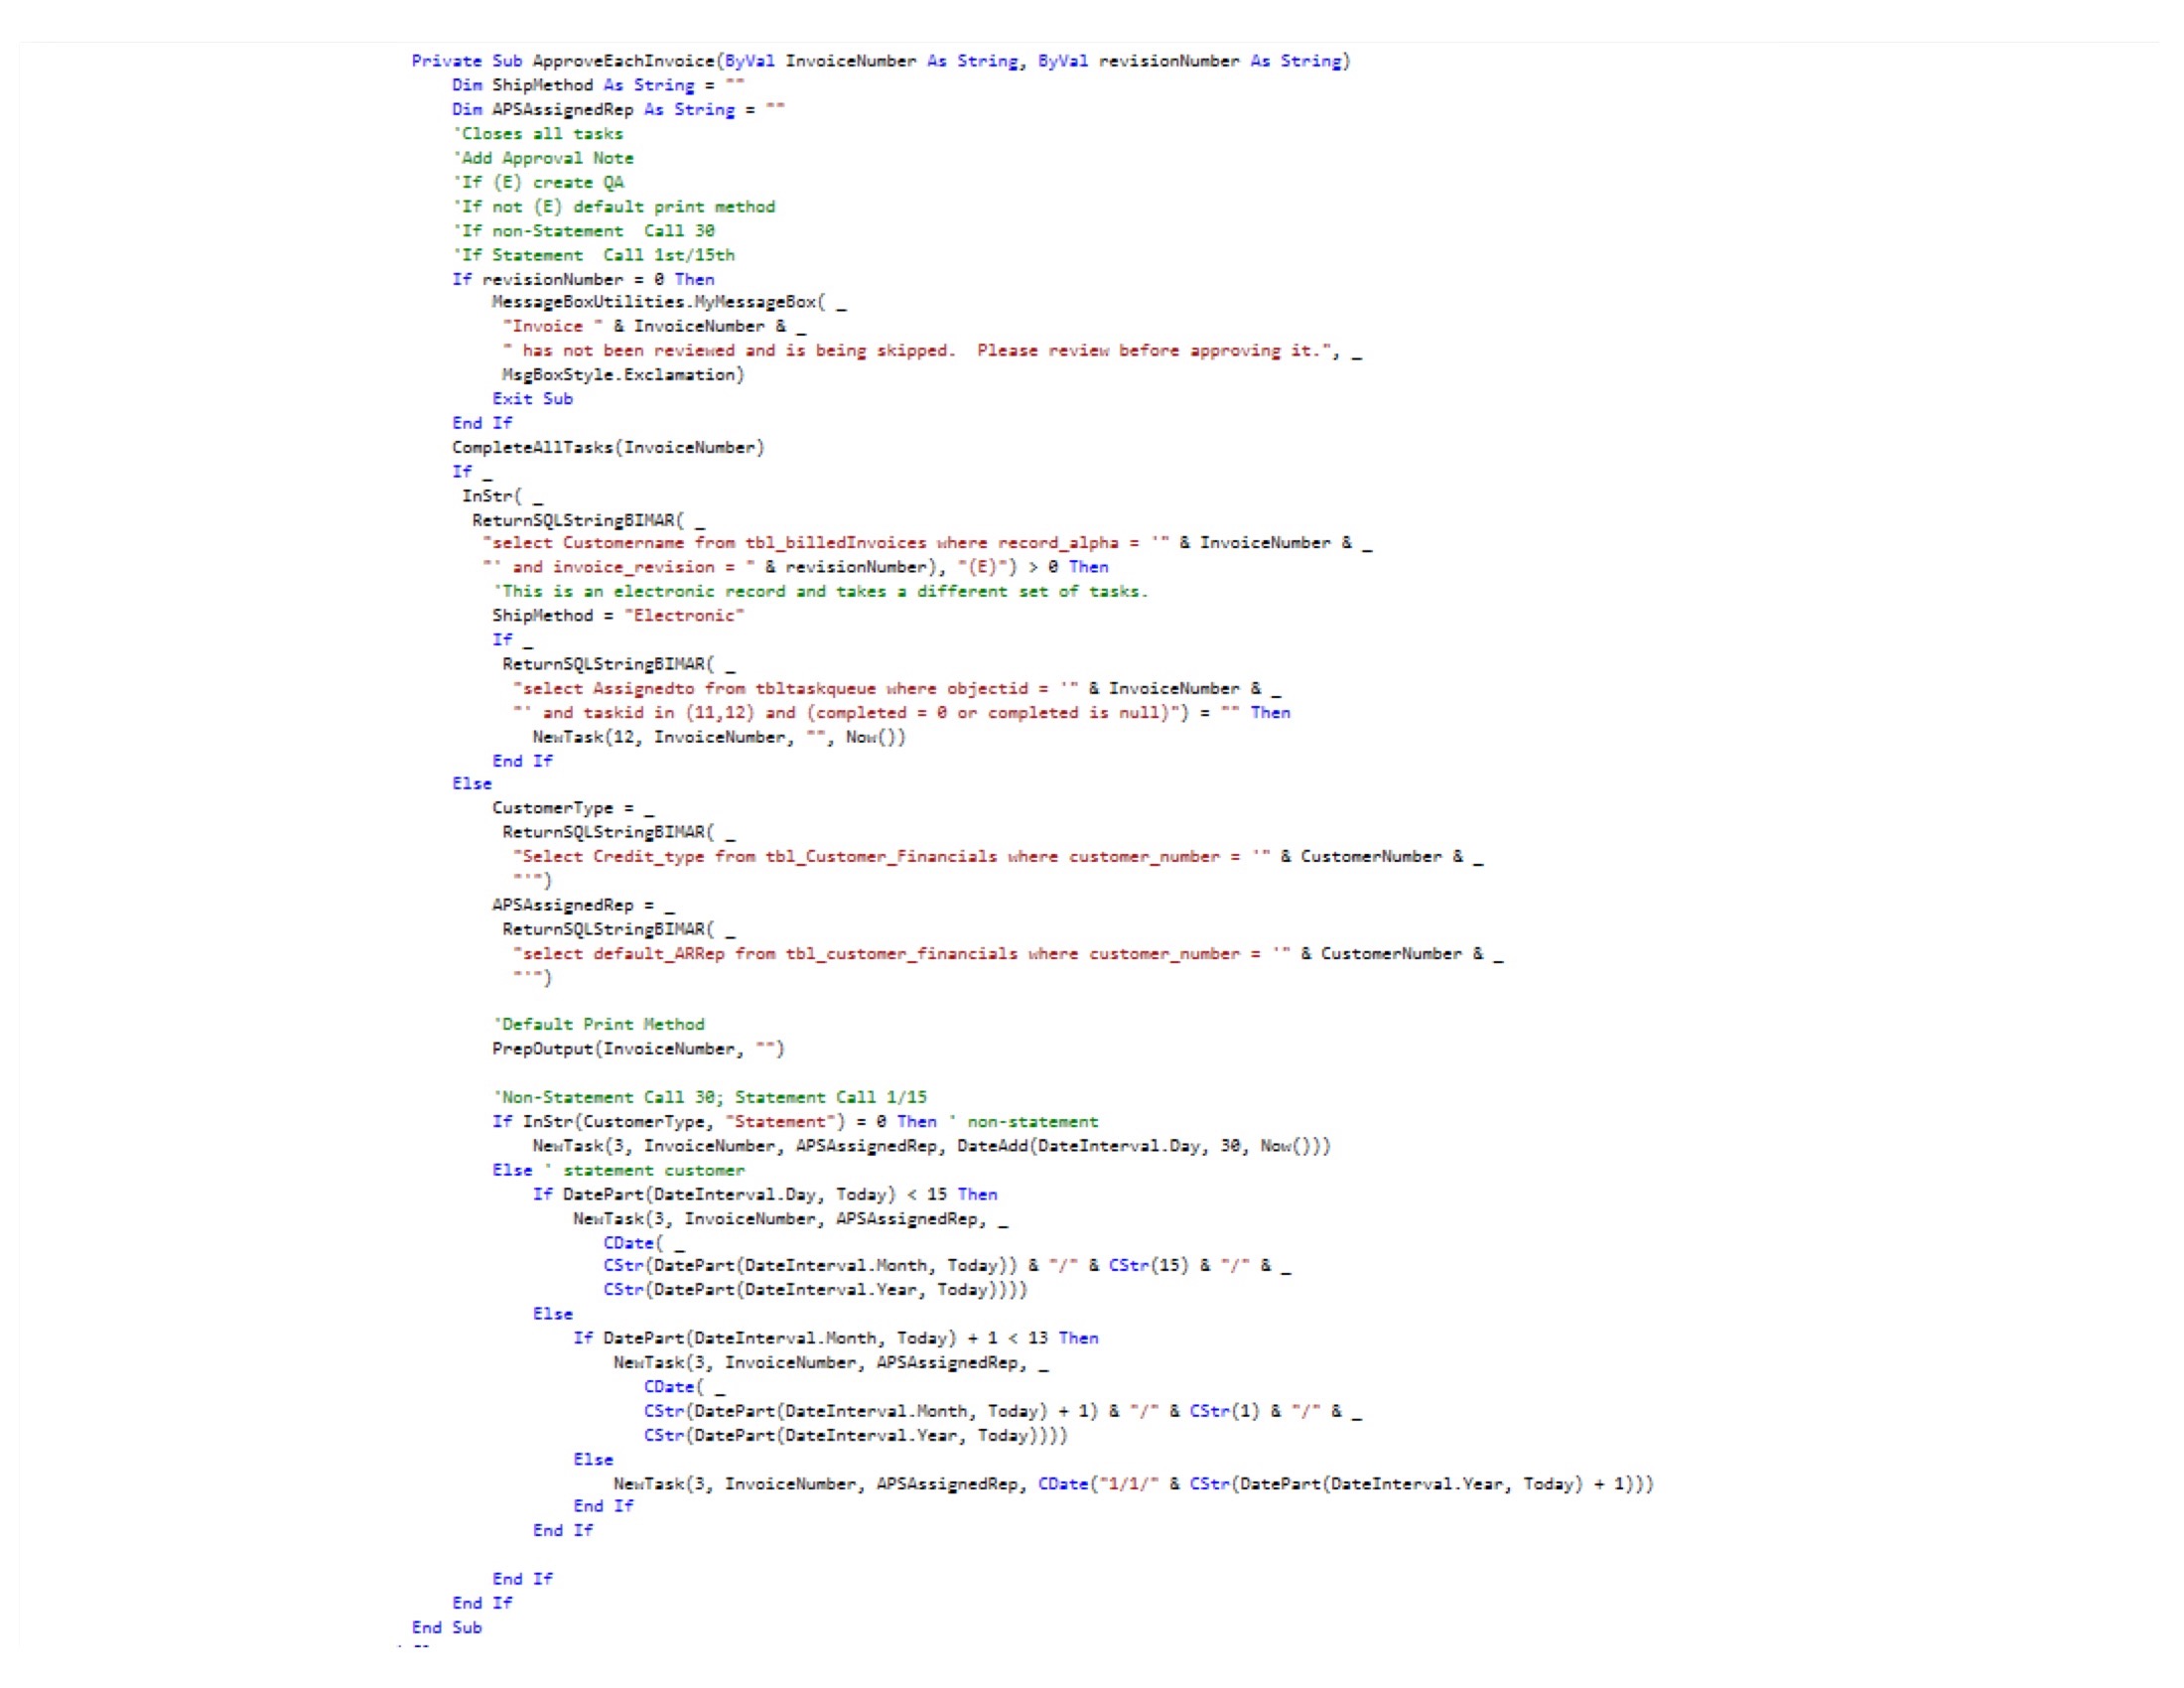 Private Sub ApproveEachInvoice(ByVal InvoiceNumber As String, ByVal revisionNumber As String)
Dim ShipMethod As String = ""
Dim APSAssignedRep As String = ""
'Closes all tasks
'Add Approval Note
'If (E) create QA
'If not (E) default print method
'If non-Statement  Call 30
'If Statement  Call 1st/15th
If revisionNumber = 0 Then
MessageBoxUtilities.MyMessageBox( _
"Invoice " & InvoiceNumber & _
" has not been reviewed and is being skipped.  Please review before approving it.", _
MsgBoxStyle.Exclamation)
Exit Sub
End If
CompleteAllTasks(InvoiceNumber)
If _
InStr( _
ReturnSQLStringBIMAR( _
"select Customername from tbl_billedInvoices where record_alpha = '" & InvoiceNumber & _
"' and invoice_revision = " & revisionNumber), "(E)") > 0 Then
'This is an electronic record and takes a different set of tasks.
ShipMethod = "Electronic"
If _
ReturnSQLStringBIMAR( _
"select Assignedto from tbltaskqueue where objectid = '" & InvoiceNumber & _
"' and taskid in (11,12) and (completed = 0 or completed is null)") = "" Then
NewTask(12, InvoiceNumber, "", Now())
End If
Else
CustomerType = _
ReturnSQLStringBIMAR( _
"Select Credit_type from tbl_Customer_Financials where customer_number = '" & CustomerNumber & _
"'")
APSAssignedRep = _
ReturnSQLStringBIMAR( _
"select default_ARRep from tbl_customer_financials where customer_number = '" & CustomerNumber & _
"'")
'Default Print Method
PrepOutput(InvoiceNumber, "")
'Non-Statement Call 30; Statement Call 1/15
If InStr(CustomerType, "Statement") = 0 Then ' non-statement
NewTask(3, InvoiceNumber, APSAssignedRep, DateAdd(DateInterval.Day, 30, Now()))
Else ' statement customer
If DatePart(DateInterval.Day, Today) < 15 Then
NewTask(3, InvoiceNumber, APSAssignedRep, _
CDate( _
CStr(DatePart(DateInterval.Month, Today)) & "/" & CStr(15) & "/" & _
CStr(DatePart(DateInterval.Year, Today))))
Else
If DatePart(DateInterval.Month, Today) + 1 < 13 Then
NewTask(3, InvoiceNumber, APSAssignedRep, _
CDate( _
CStr(DatePart(DateInterval.Month, Today) + 1) & "/" & CStr(1) & "/" & _
CStr(DatePart(DateInterval.Year, Today))))
Else
NewTask(3, InvoiceNumber, APSAssignedRep, CDate("1/1/" & CStr(DatePart(DateInterval.Year, Today) + 1)))
End If
End If
End If
End If
End Sub